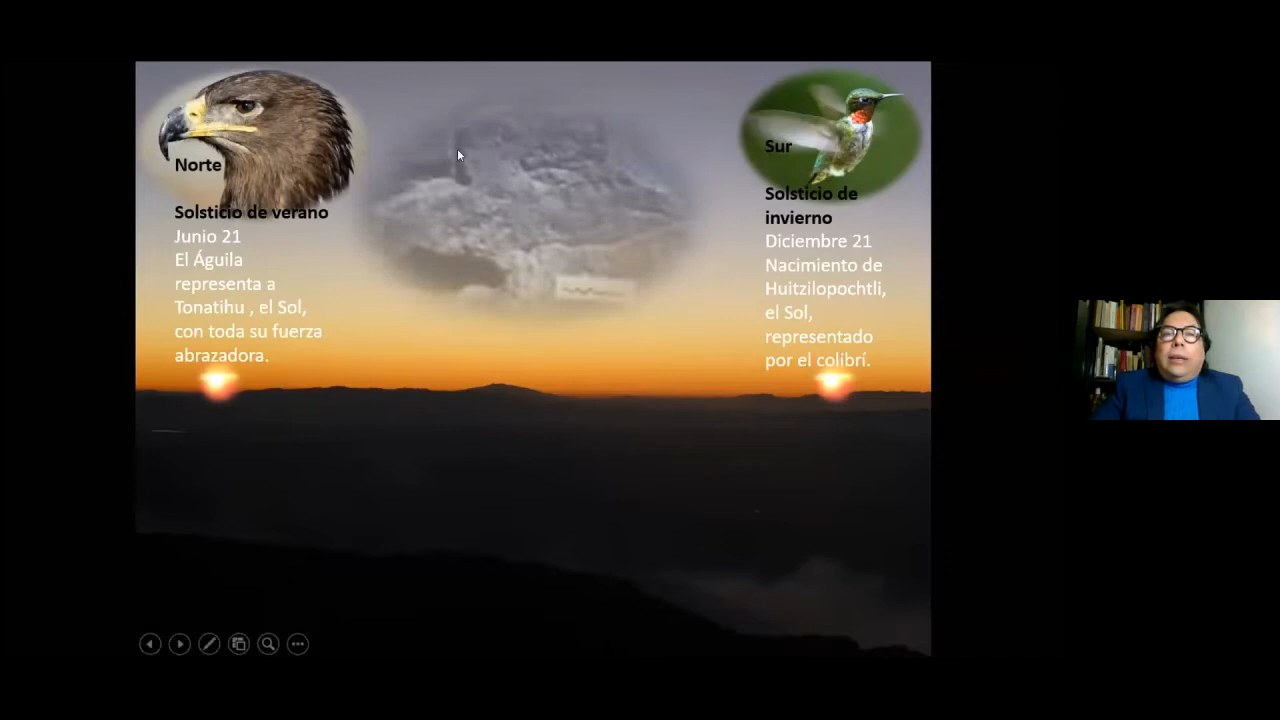 Norte
Solsticio de verano
Junio 21
El Águila
representa a
Tonatihu , el Sol,
con toda su fuerza
abrazadora.
Sur
Solsticio de
invierno
Diciembre 21
Nacimiento de
Huitzilopochtli,
el Sol,
representado
por el colibrí.